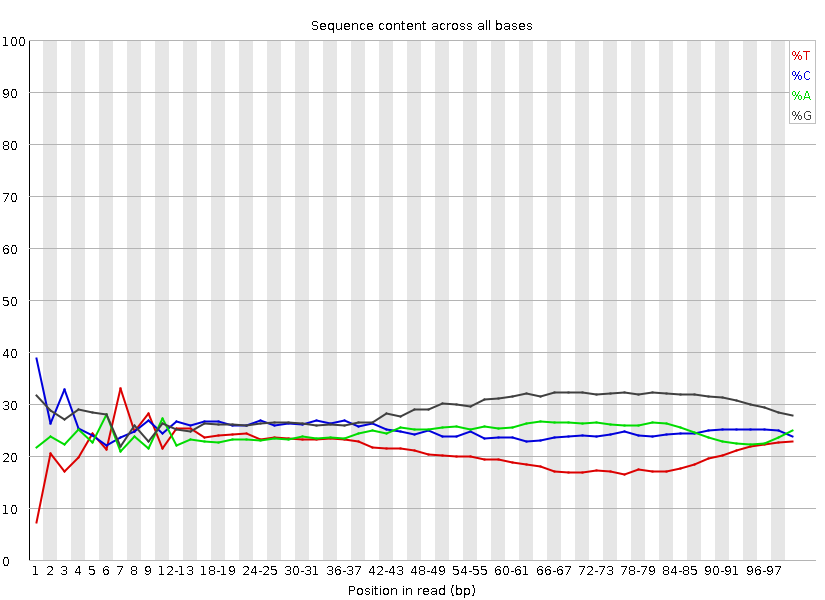 Sequence content across all bases
100
90
80
70
60
50
40
30
20
10
0
%T
%C
%A
%G
1 2 3 4 5 6 7 8 9 12-13 18-19 24-25 30-31 36-37 42-43 48-49 54-55 60-61 66-67 72-73 78-79 84-85 90-91 96-97
Position in read (bp)